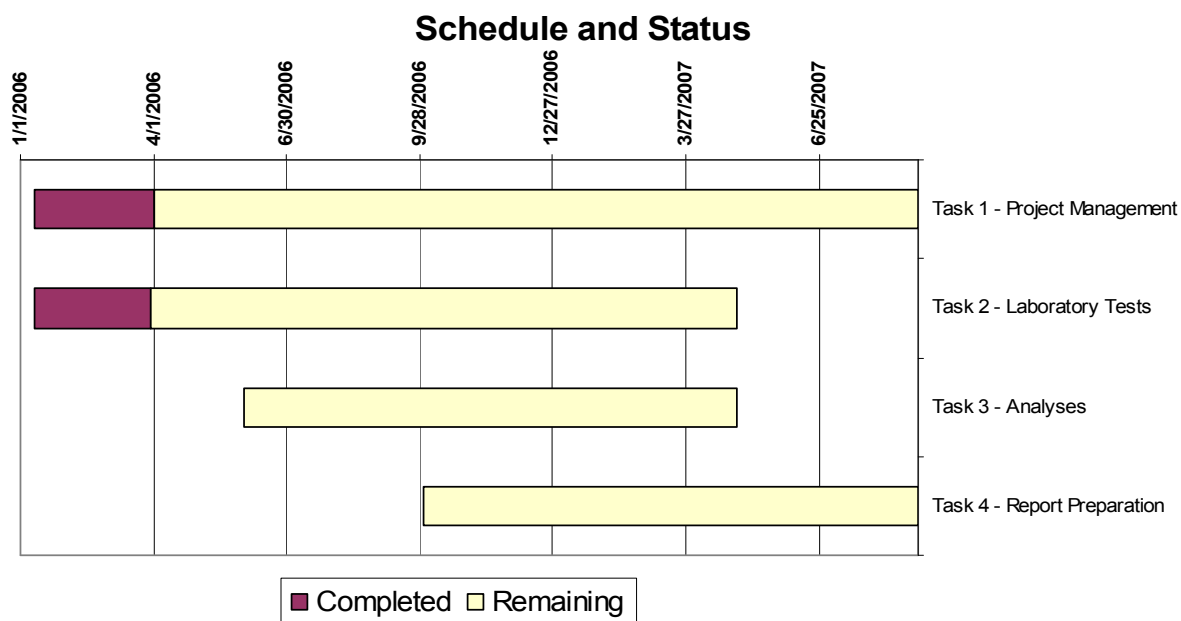 Schedule and Status
1/1/2006
4/1/2006
6/30/2006
9/28/2006
12/27/2006
3/27/2007
6/25/2007
Task 1 - Project Management
Task 2 - Laboratory Tests
Task 3 - Analyses
Task 4 - Report Preparation
Completed Remaining